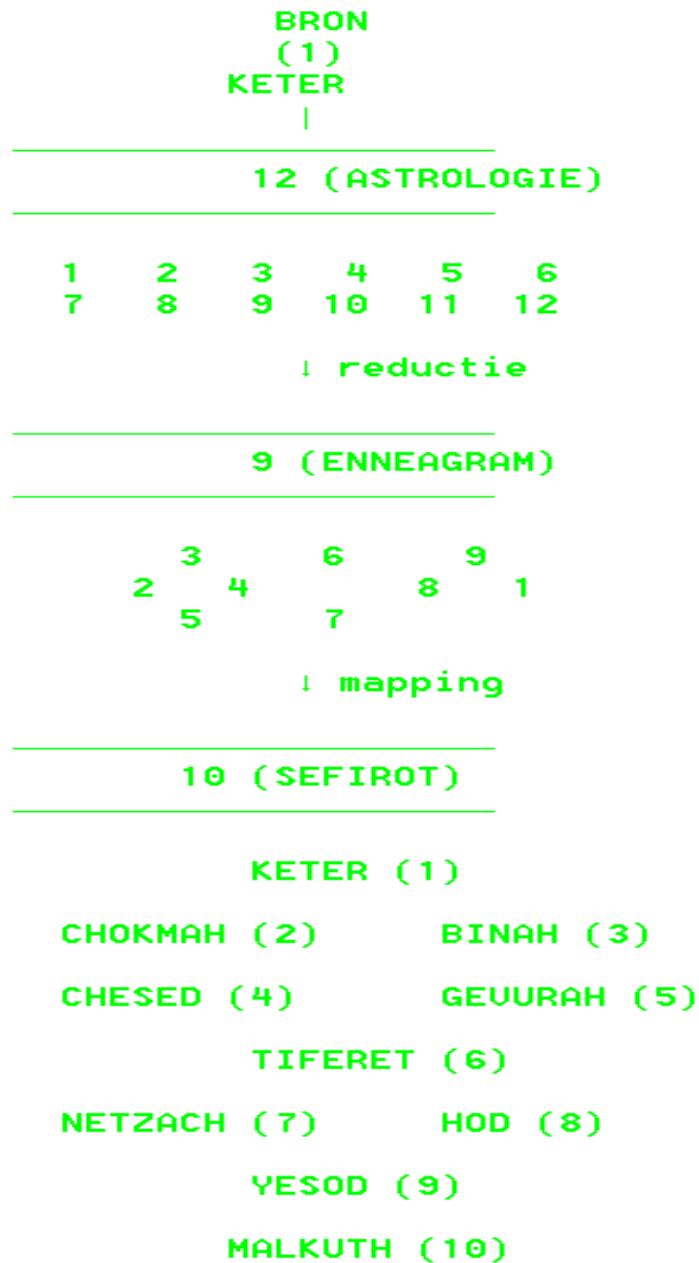 BRON
(1)
KETER
|
12 (ASTROLOGIE)
1 2 3 4 5 6
7 8 9 10 11 12
↓ reductie
9 (ENNEAGRAM)
3 6 9
2 4 8 1
5 7
↓ mapping
10 (SEFIROT)
KETER (1)
CHOKMAH (2) BINAH (3)
CHESED (4) GEVURAH (5)
TIFERET (6)
NETZACH (7) HOD (8)
YESOD (9)
MALKUTH (10)